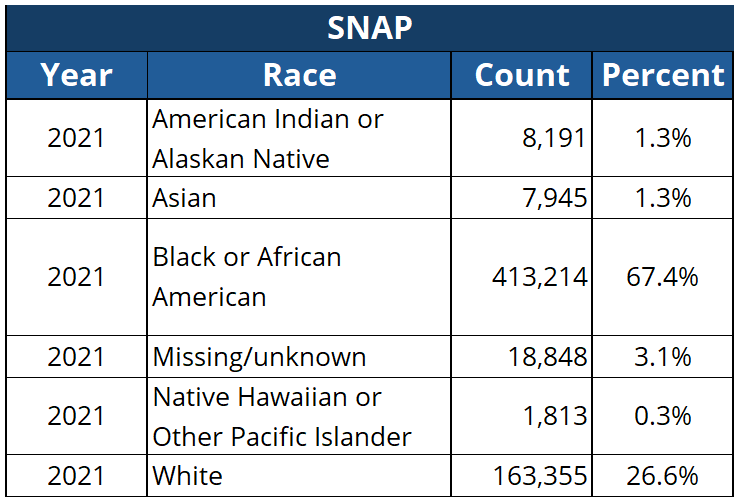 SNAP
Year Race Count Percent
2021 American Indian or Alaskan Native 8,191 1.3%
2021 Asian 7,945 1.3%
2021 Black or African American 413,214 67.4%
2021 Missing/unknown 18,848 3.1%
2021 Native Hawaiian or Other Pacific Islander 1,813 0.3%
2021 White 163,355 26.6%